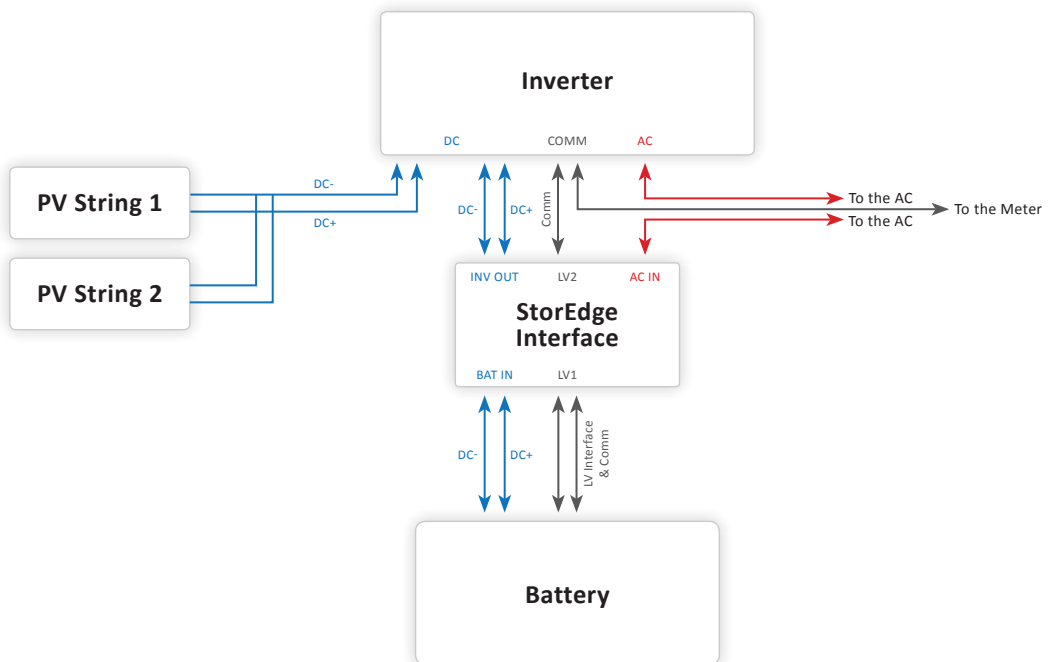 Inverter
DC
COMM
AC
PV String 1
DC-
DC+
DC-
DC+
Comm
To the AC
To the Meter
To the AC
PV String 2
INV OUT
LV2
AC IN
StorEdge
Interface
BAT IN
LV1
DC-
DC+
LV Interface
& Comm
Battery